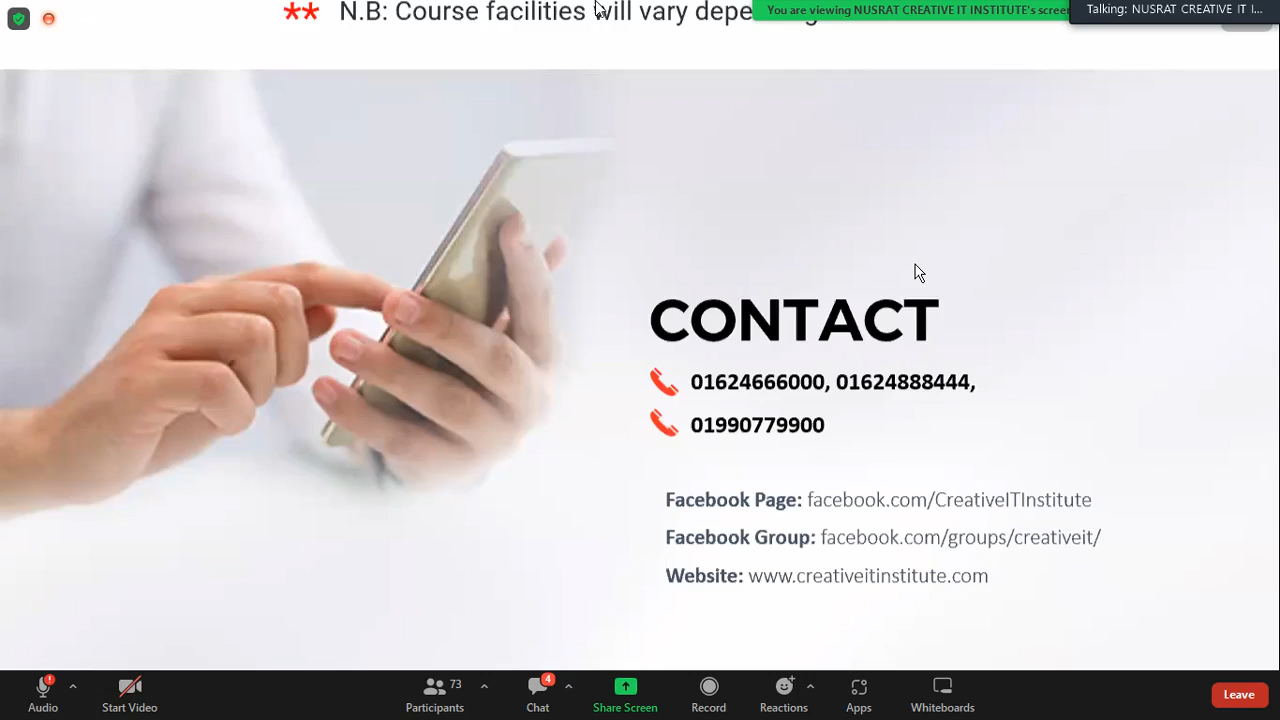 ** N.B: Course facilities will vary
You are viewing NUSRAT CREATIVE IT INSTITUTE's screen
Talking: NUSRAT CREATIVE IT I...
CONTACT
01624666000, 01624888444,
01990779900
Facebook Page: facebook.com/CreativeITInstitute
Facebook Group: facebook.com/groups/creativeit/
Website: www.creativeitinstitute.com
73
4
Audio
Start Video
Participants
Chat
Share Screen
Record
Reactions
Apps
Whiteboards
Leave